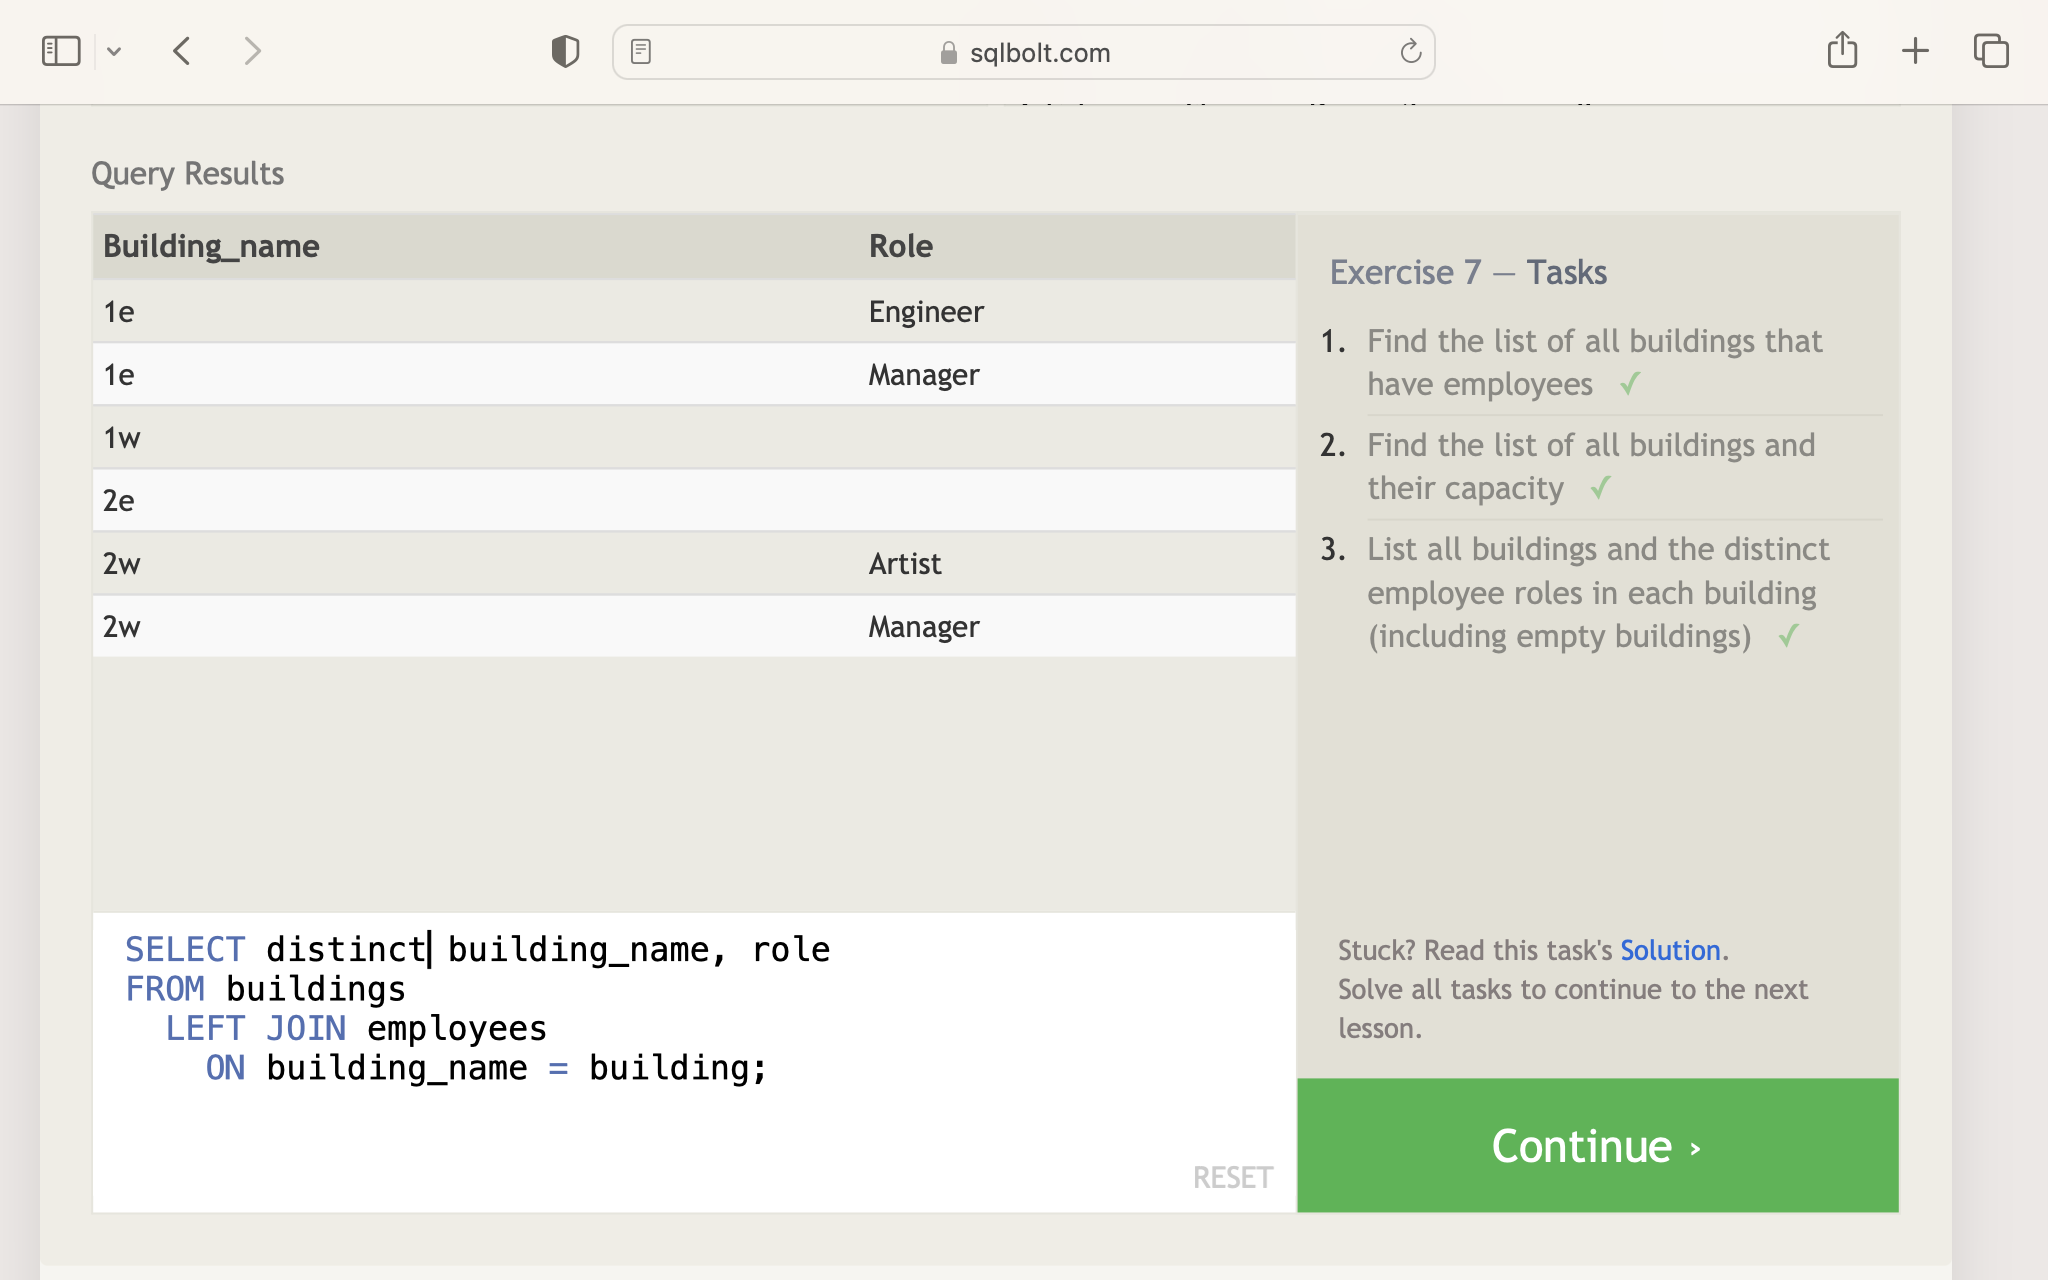 sqlbolt.com
Query Results
Building_name Role
1e Engineer
1e Manager
1w
2e
2w Artist
2w Manager
Exercise 7 — Tasks
1. Find the list of all buildings that
have employees ✓
2. Find the list of all buildings and
their capacity ✓
3. List all buildings and the distinct
employee roles in each building
(including empty buildings) ✓
SELECT distinct building_name, role
FROM buildings
LEFT JOIN employees
ON building_name = building;
RESET
Stuck? Read this task's Solution.
Solve all tasks to continue to the next
lesson.
Continue ›